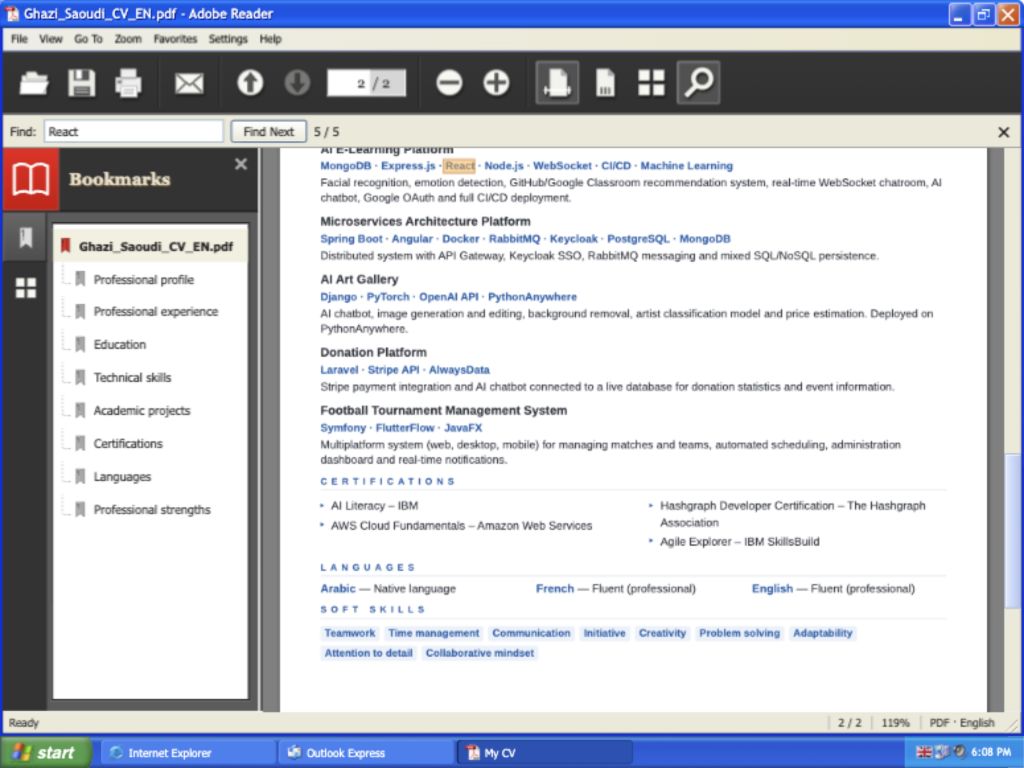 Ghazi_Saoudi_CV_EN.pdf - Adobe Reader
File View Go To Zoom Favorites Settings Help
2 / 2
Find: React Find Next 5 / 5
Bookmarks
Ghazi_Saoudi_CV_EN.pdf
Professional profile
Professional experience
Education
Technical skills
Academic projects
Certifications
Languages
Professional strengths
AI E-Learning Platform
MongoDB · Express.js · React · Node.js · WebSocket · CI/CD · Machine Learning
Facial recognition, emotion detection, GitHub/Google Classroom recommendation system, real-time WebSocket chatroom, AI
chatbot, Google OAuth and full CI/CD deployment.
Microservices Architecture Platform
Spring Boot · Angular · Docker · RabbitMQ · Keycloak · PostgreSQL · MongoDB
Distributed system with API Gateway, Keycloak SSO, RabbitMQ messaging and mixed SQL/NoSQL persistence.
AI Art Gallery
Django · PyTorch · OpenAI API · PythonAnywhere
AI chatbot, image generation and editing, background removal, artist classification model and price estimation. Deployed on
PythonAnywhere.
Donation Platform
Laravel · Stripe API · AlwaysData
Stripe payment integration and AI chatbot connected to a live database for donation statistics and event information.
Football Tournament Management System
Symfony · FlutterFlow · JavaFX
Multiplatform system (web, desktop, mobile) for managing matches and teams, automated scheduling, administration
dashboard and real-time notifications.
CERTIFICATIONS
‣ AI Literacy – IBM
‣ AWS Cloud Fundamentals – Amazon Web Services
‣ Hashgraph Developer Certification – The Hashgraph
Association
‣ Agile Explorer – IBM SkillsBuild
LANGUAGES
Arabic — Native language French — Fluent (professional) English — Fluent (professional)
SOFT SKILLS
Teamwork Time management Communication Initiative Creativity Problem solving Adaptability
Attention to detail Collaborative mindset
Ready 2 / 2 119% PDF · English
start Internet Explorer Outlook Express My CV 6:08 PM